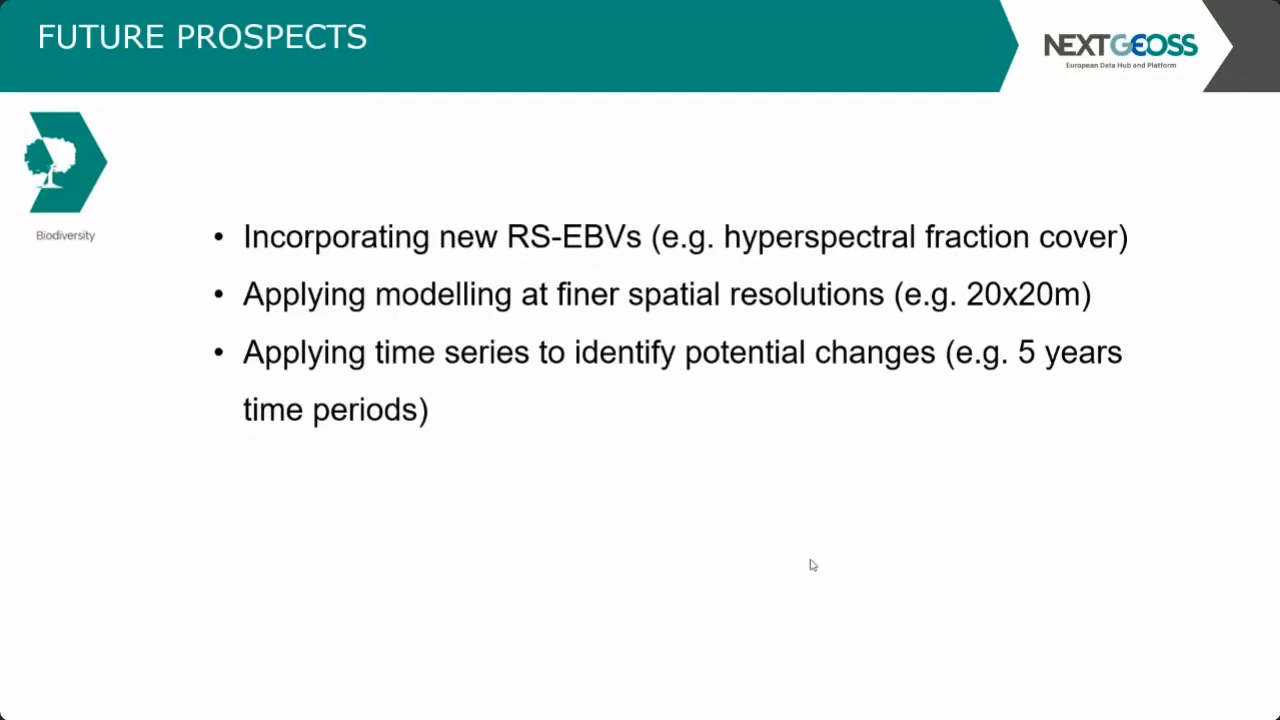 FUTURE PROSPECTS
NEXTGEOSS
European Data Hub and Platform
Biodiversity
• Incorporating new RS-EBVs (e.g. hyperspectral fraction cover)
• Applying modelling at finer spatial resolutions (e.g. 20x20m)
• Applying time series to identify potential changes (e.g. 5 years
time periods)